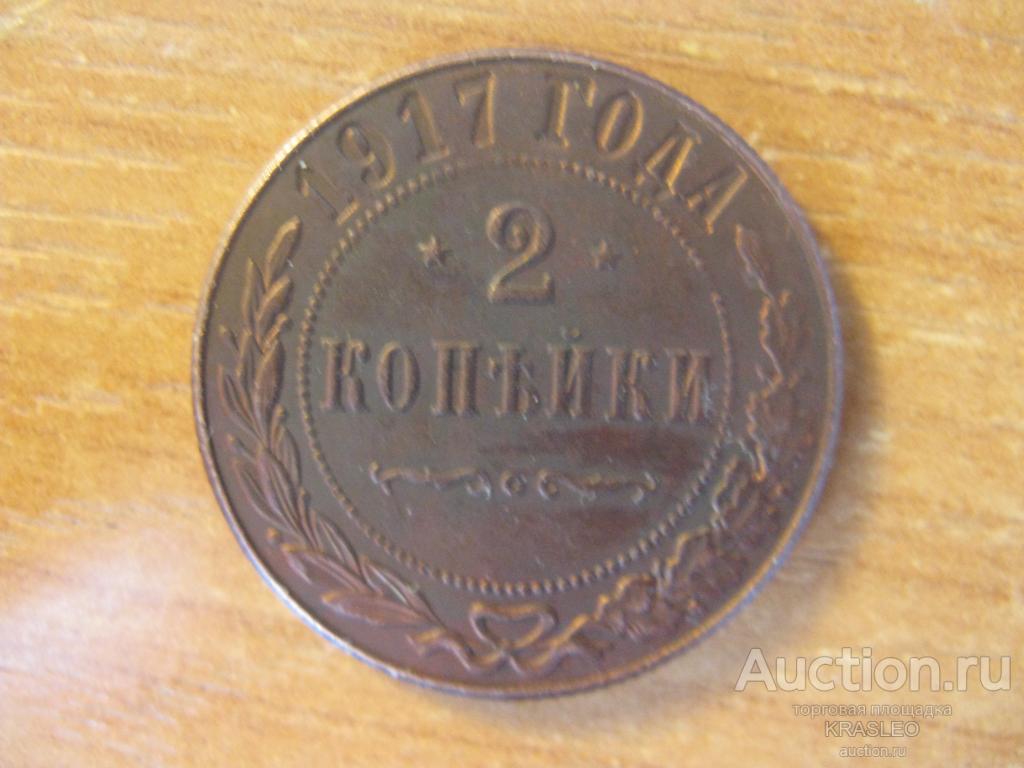 1917 ГОДА
2
КОПѢЙКИ
Auction.ru
торговая площадка
KRASLEO
auction.ru